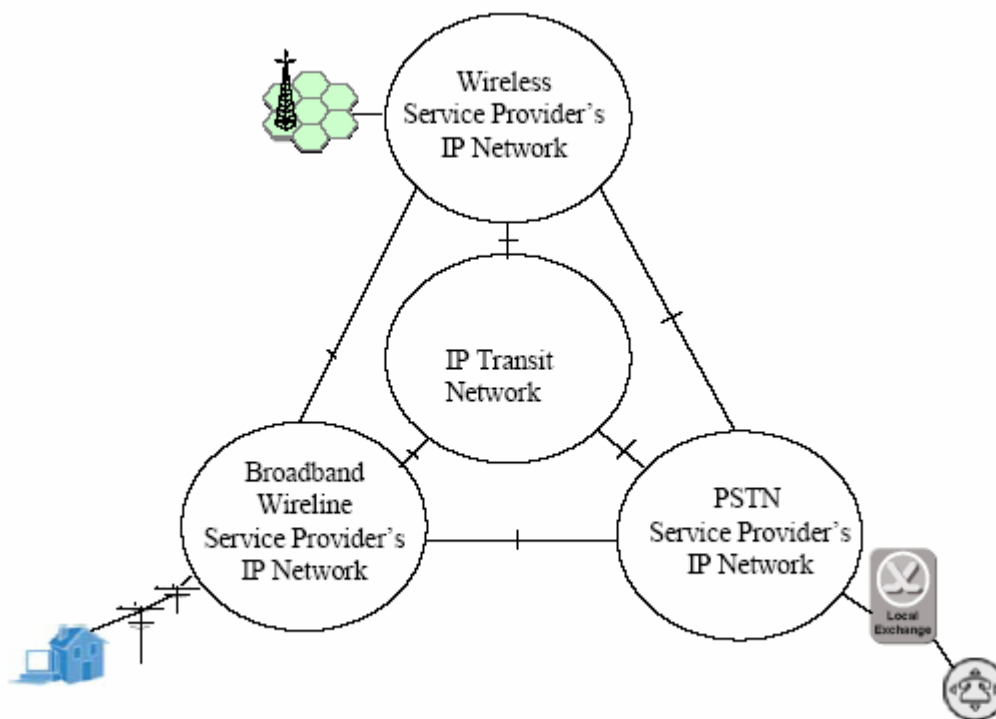 Wireless
Service Provider's
IP Network
IP Transit
Network
Broadband
Wireline
Service Provider's
IP Network
PSTN
Service Provider's
IP Network
Local
Exchange